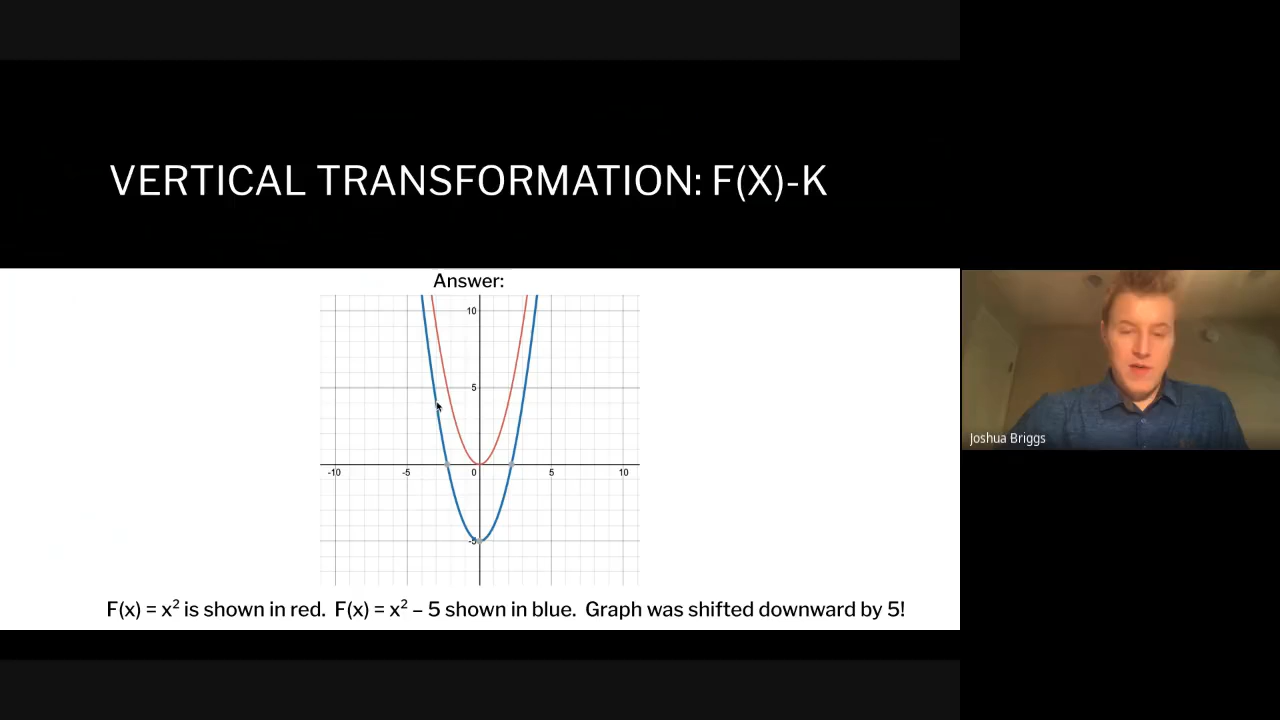 VERTICAL TRANSFORMATION: F(X)-K
Answer:
10
5
-10 -5 0 5 10
-5
F(x) = x² is shown in red. F(x) = x² – 5 shown in blue. Graph was shifted downward by 5!
Joshua Briggs